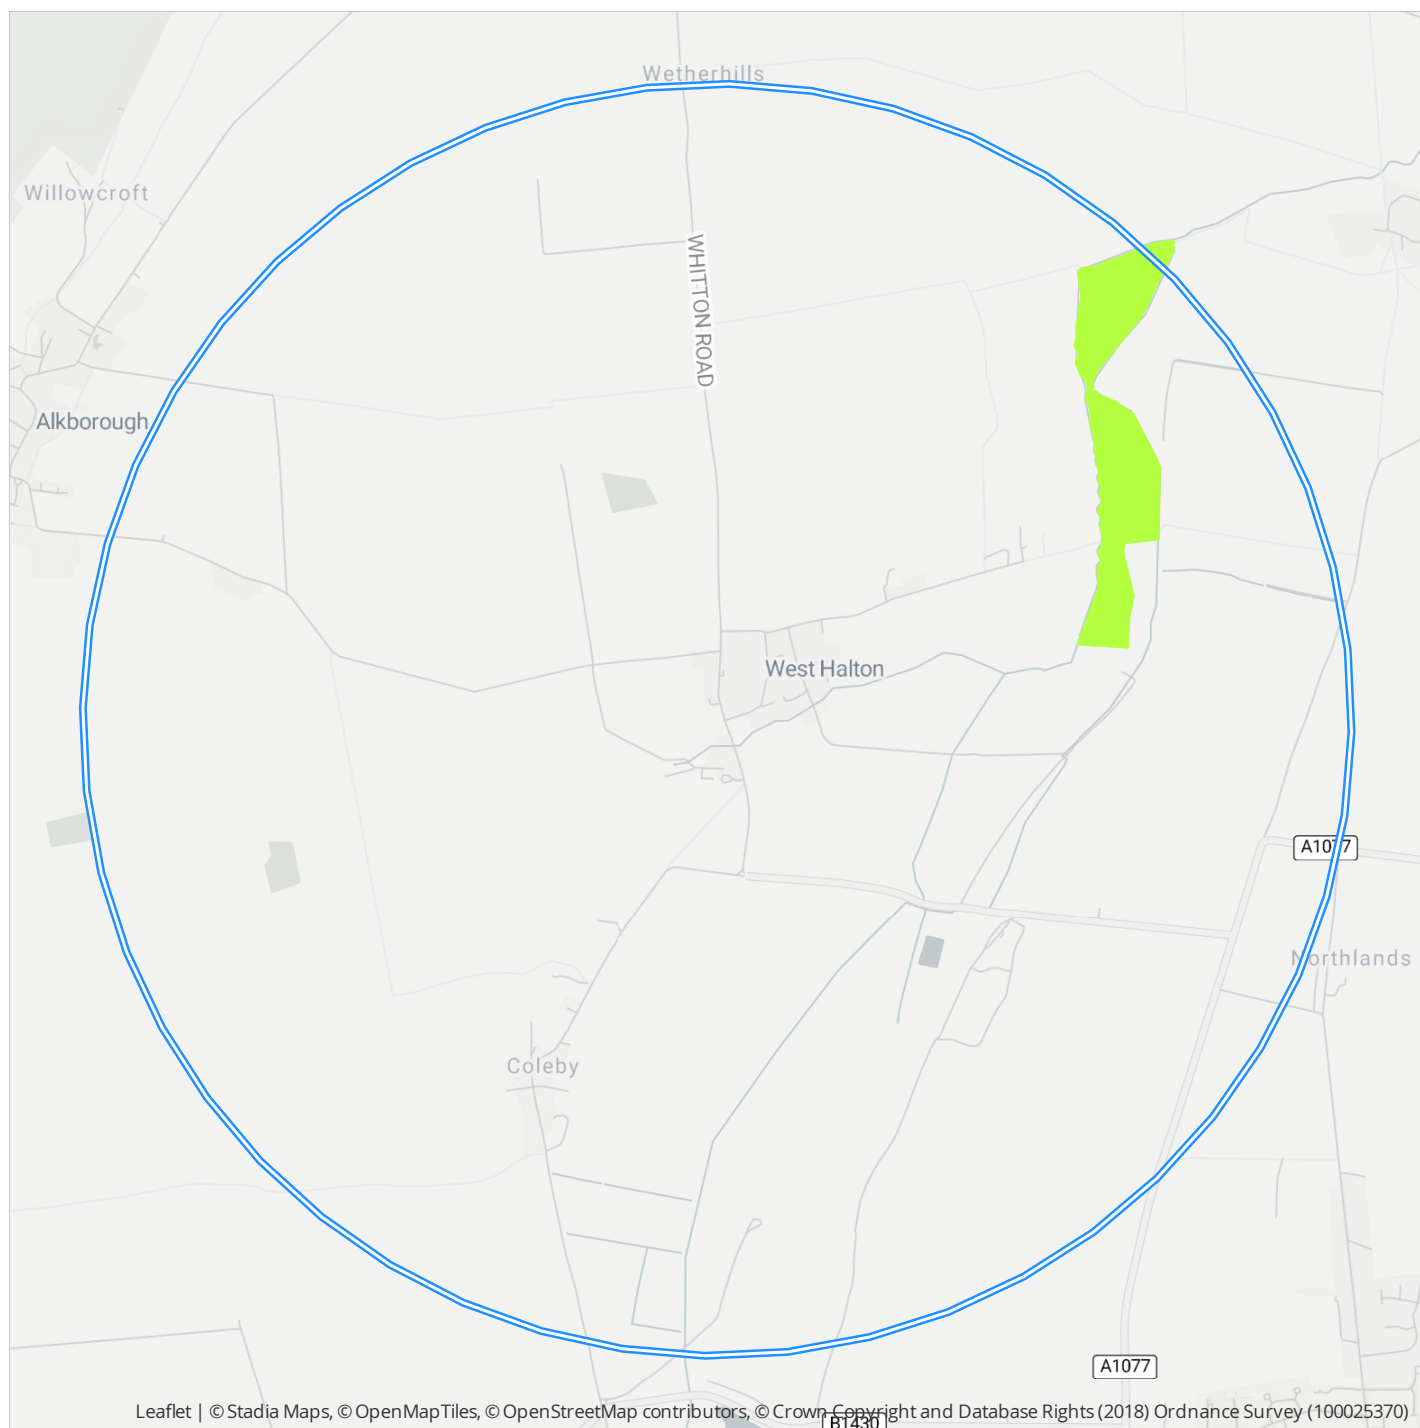 Wetherhills
Willowcroft
WHITTON ROAD
Alkborough
West Halton
A1077
Northlands
Coleby
A1077
Leaflet | © Stadia Maps, © OpenMapTiles, © OpenStreetMap contributors, © Crown Copyright and Database Rights (2018) Ordnance Survey (100025370)
B1430